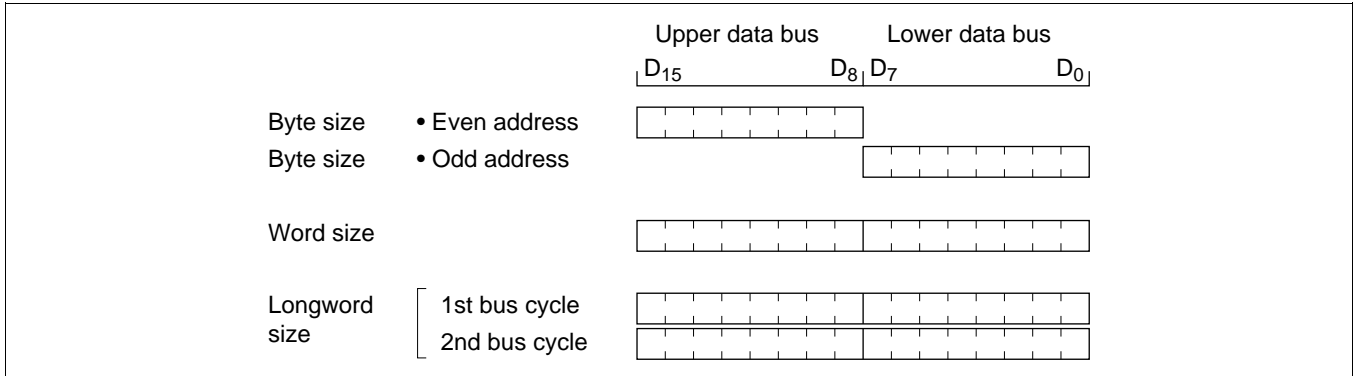 Upper data bus Lower data bus
D15 D8 D7 D0
Byte size • Even address
Byte size • Odd address
Word size
Longword size 1st bus cycle
2nd bus cycle